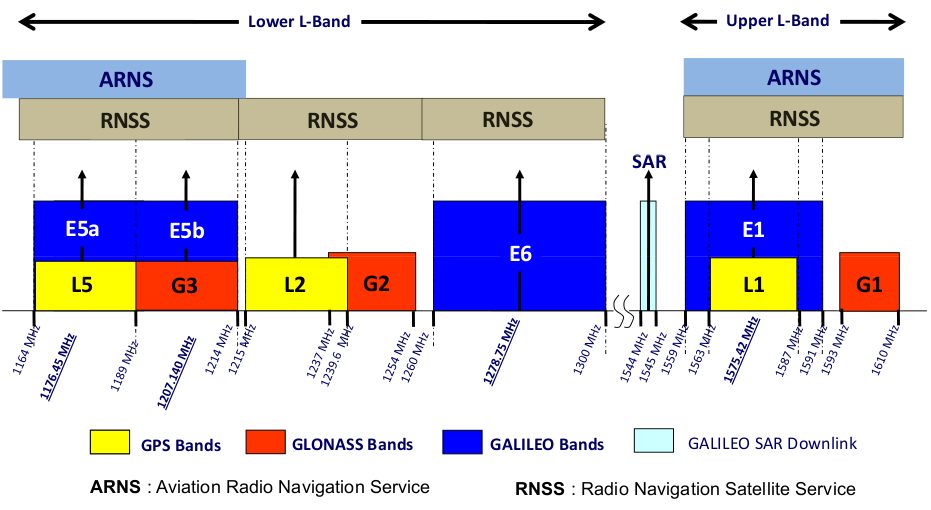 Lower L-Band
Upper L-Band
ARNS
ARNS
RNSS
RNSS
RNSS
RNSS
SAR
E5a
E5b
E6
E1
L5
G3
L2
G2
L1
G1
1164 MHz
1176.45 MHz
1189 MHz
1207.140 MHz
1214 MHz
1215 MHz
1237 MHz
1239.6 MHz
1254 MHz
1260 MHz
1278.75 MHz
1300 MHz
1544 MHz
1545 MHz
1559 MHz
1563 MHz
1575.42 MHz
1587 MHz
1591 MHz
1593 MHz
1610 MHz
GPS Bands
GLONASS Bands
GALILEO Bands
GALILEO SAR Downlink
ARNS : Aviation Radio Navigation Service
RNSS : Radio Navigation Satellite Service